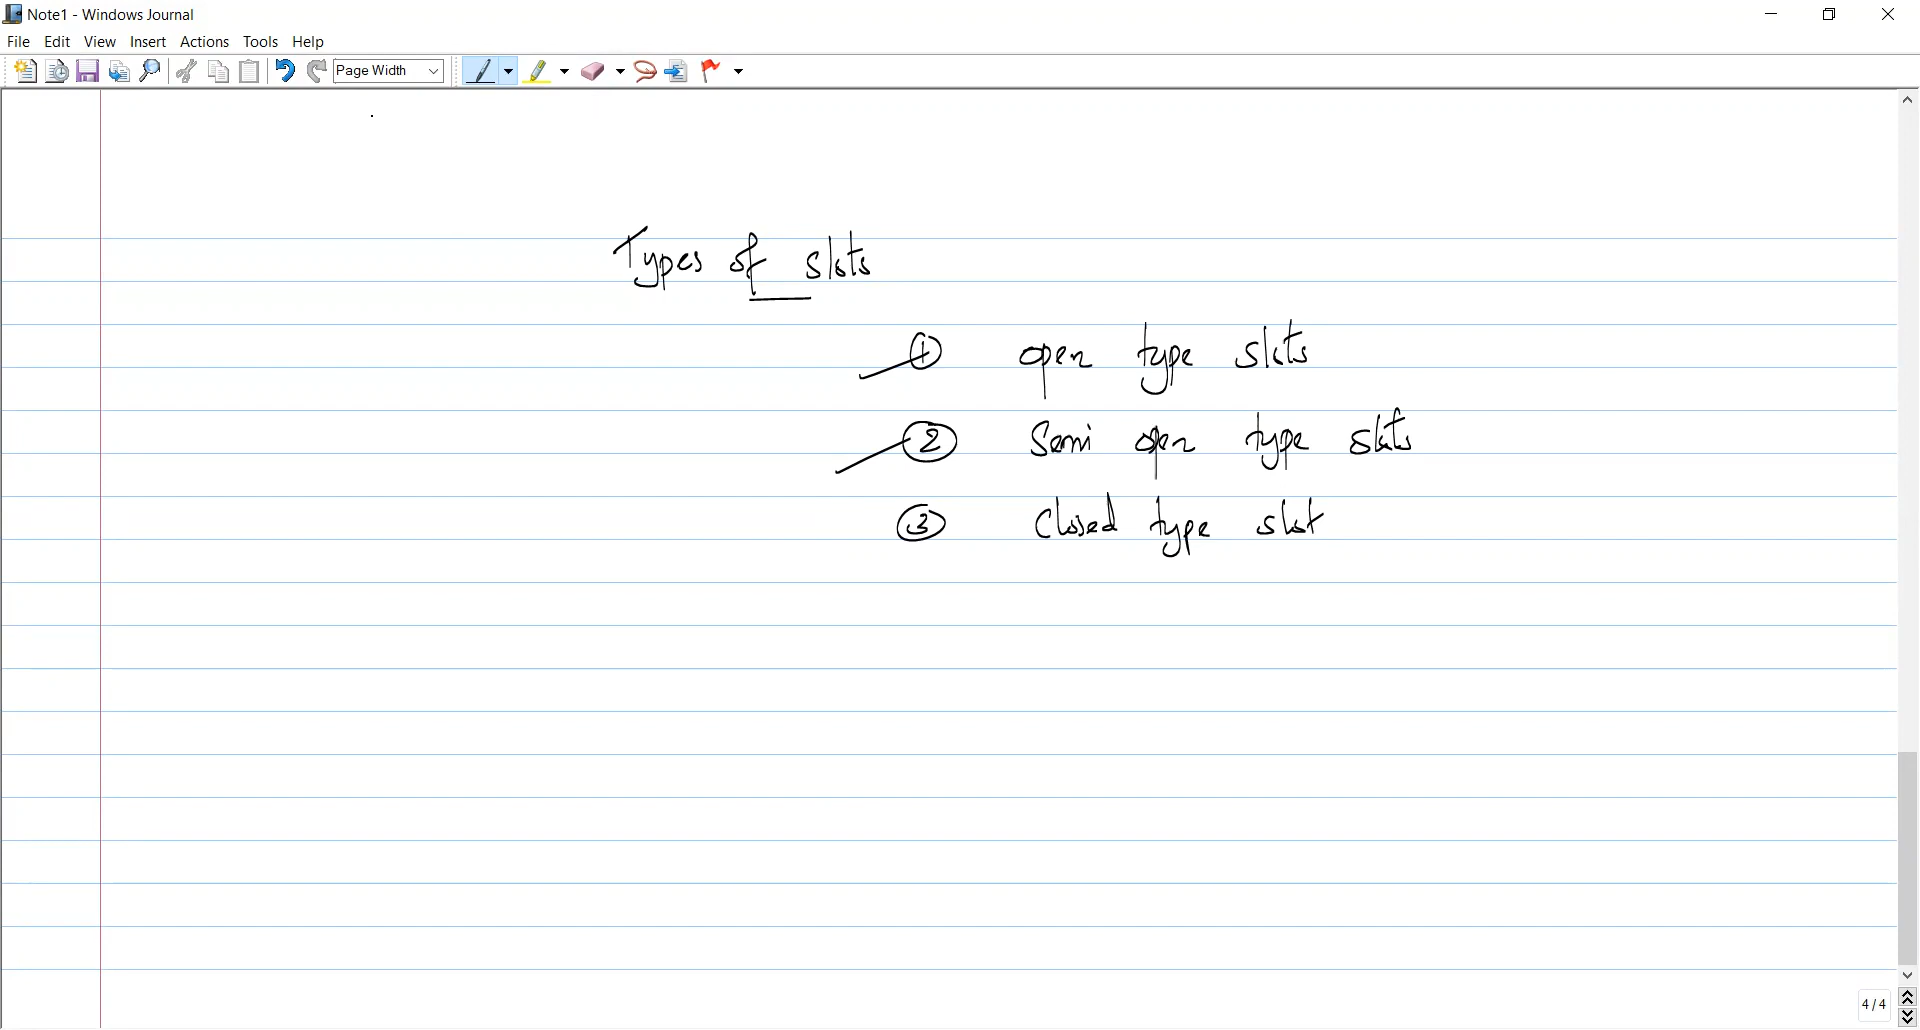 Note1 - Windows Journal
File Edit View Insert Actions Tools Help
Page Width
Types of slots
1 open type slots
2 Semi open type slots
3 Closed type slot
4 / 4